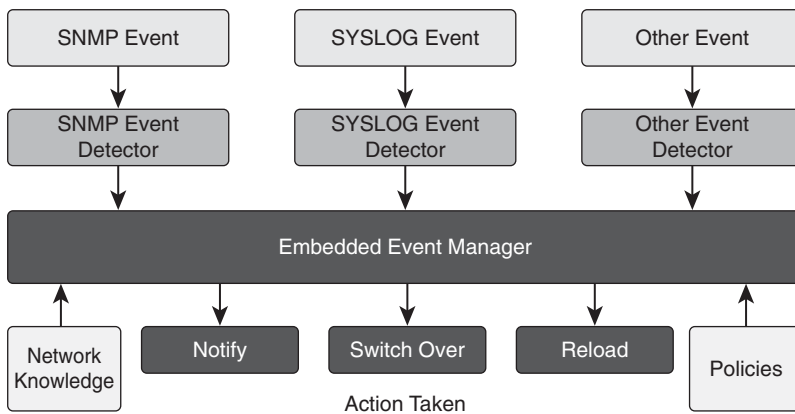 SNMP Event
SYSLOG Event
Other Event
SNMP Event
Detector
SYSLOG Event
Detector
Other Event
Detector
Embedded Event Manager
Network
Knowledge
Notify
Switch Over
Reload
Policies
Action Taken